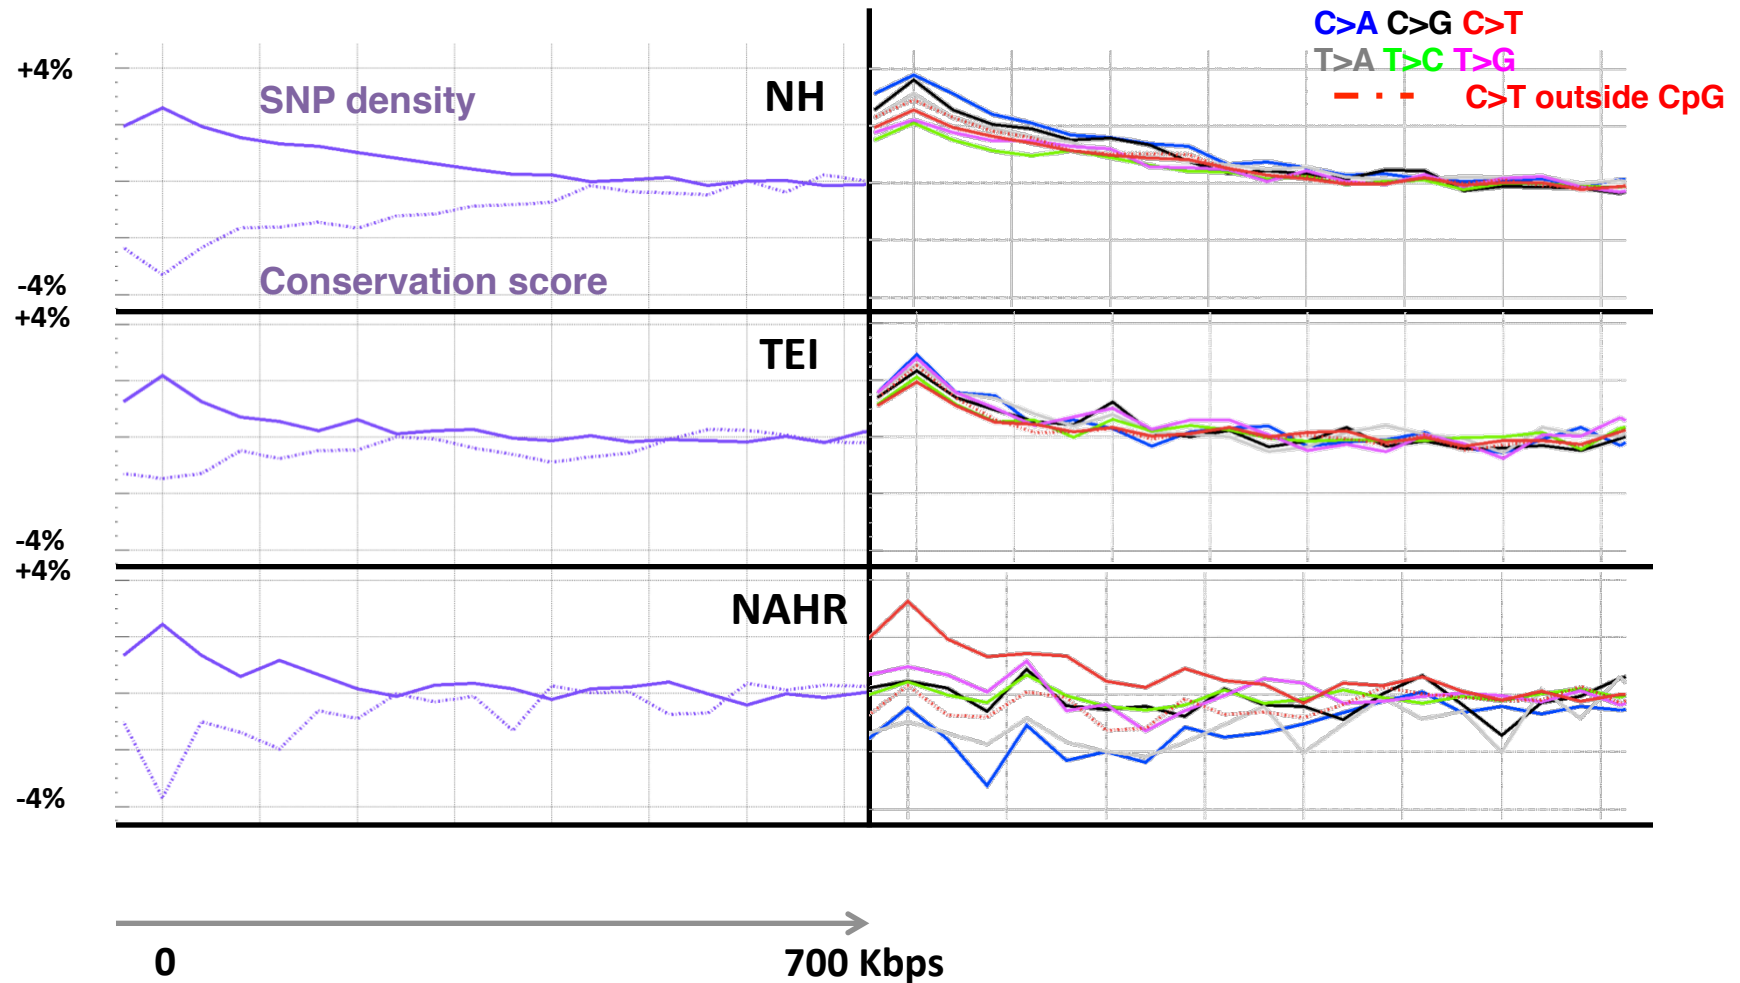 C>A C>G C>T
T>A T>C T>G
C>T outside CpG
+4%
SNP density
NH
Conservation score
-4%
+4%
TEI
-4%
+4%
NAHR
-4%
0
700 Kbps